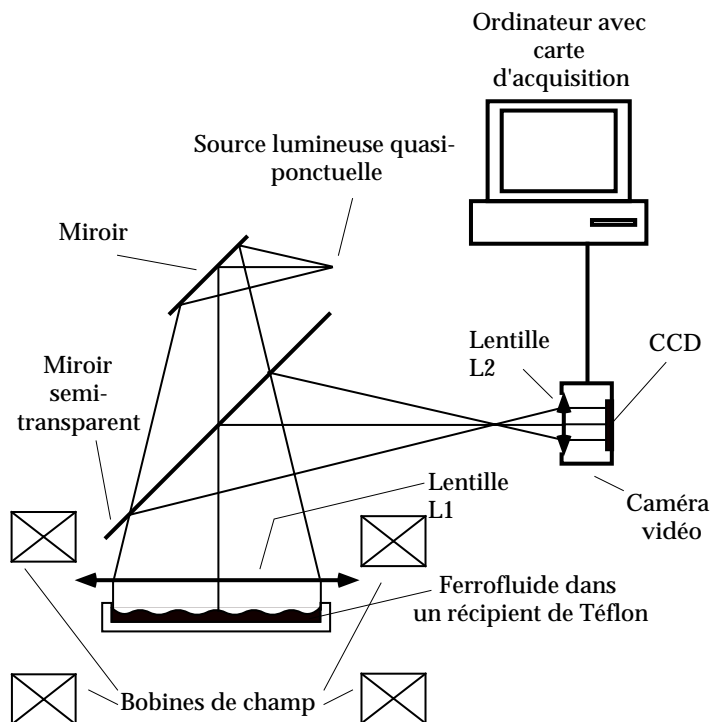 Ordinateur avec
carte
d'acquisition
Source lumineuse quasi-
ponctuelle
Miroir
Miroir
semi-
transparent
Lentille
L2
CCD
Lentille
L1
Caméra
vidéo
Ferrofluide dans
un récipient de Téflon
Bobines de champ